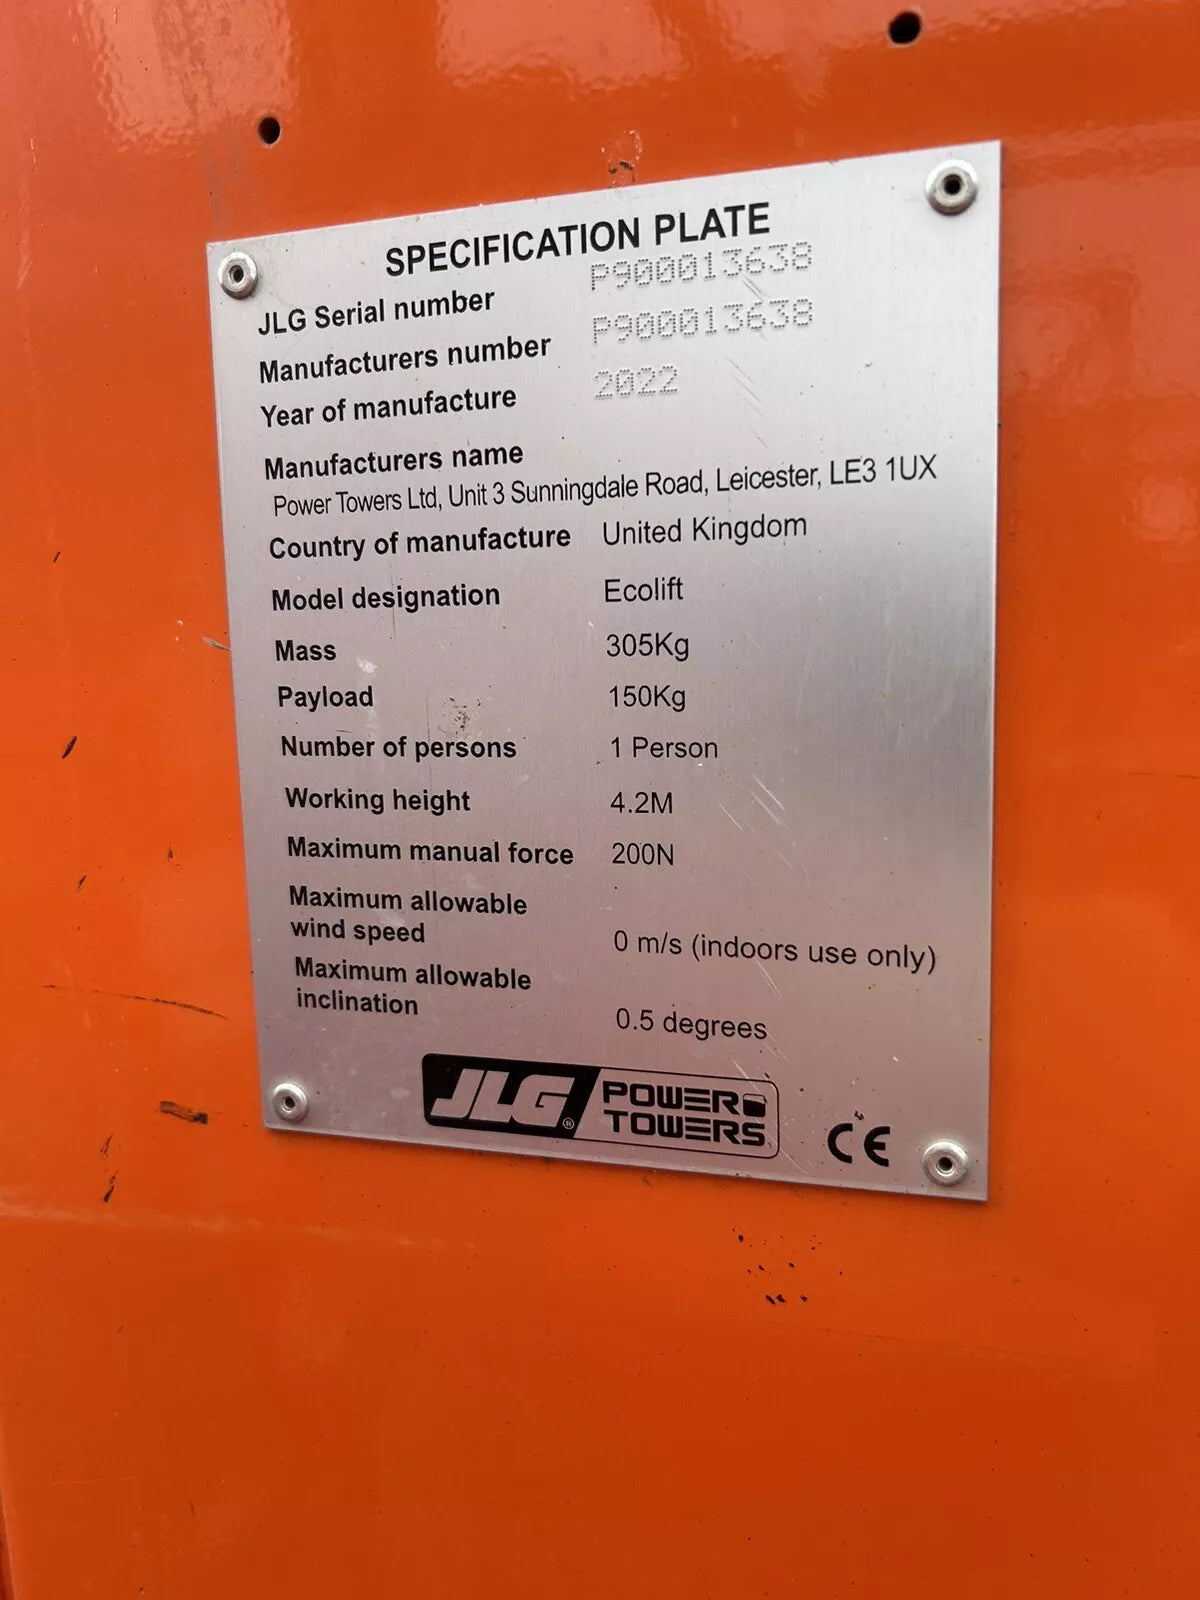 SPECIFICATION PLATE
JLG Serial number P900013638
Manufacturers number P900013638
Year of manufacture 2022
Manufacturers name
Power Towers Ltd, Unit 3 Sunningdale Road, Leicester, LE3 1UX
Country of manufacture United Kingdom
Model designation Ecolift
Mass 305Kg
Payload 150Kg
Number of persons 1 Person
Working height 4.2M
Maximum manual force 200N
Maximum allowable
wind speed 0 m/s (indoors use only)
Maximum allowable
inclination 0.5 degrees
JLG® POWER
TOWERS
CE